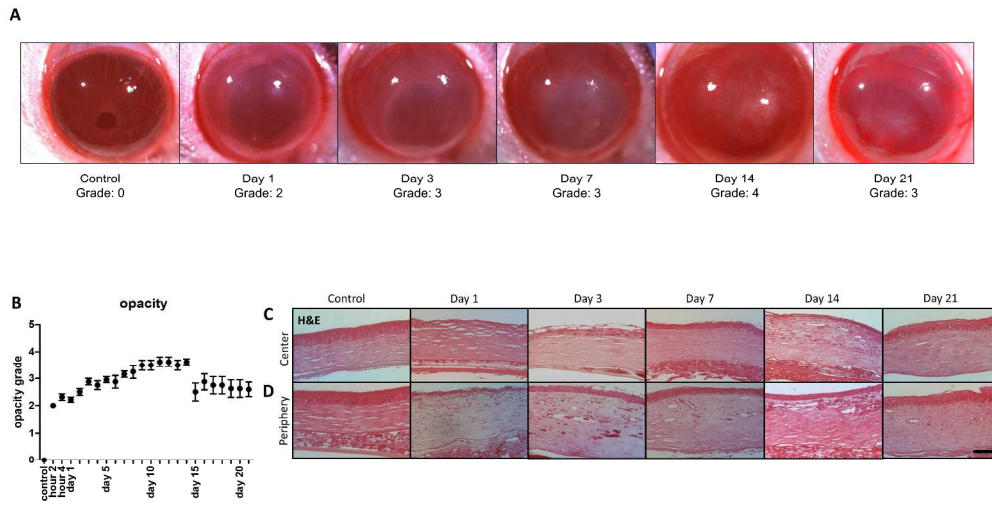 A
Control
Grade: 0
Day 1
Grade: 2
Day 3
Grade: 3
Day 7
Grade: 3
Day 14
Grade: 4
Day 21
Grade: 3
B
opacity
opacity grade
5
4
3
2
1
0
control
hour 2
hour 4
day 1
day 5
day 10
day 15
day 20
Control
Day 1
Day 3
Day 7
Day 14
Day 21
C
H&E
Center
D
Periphery